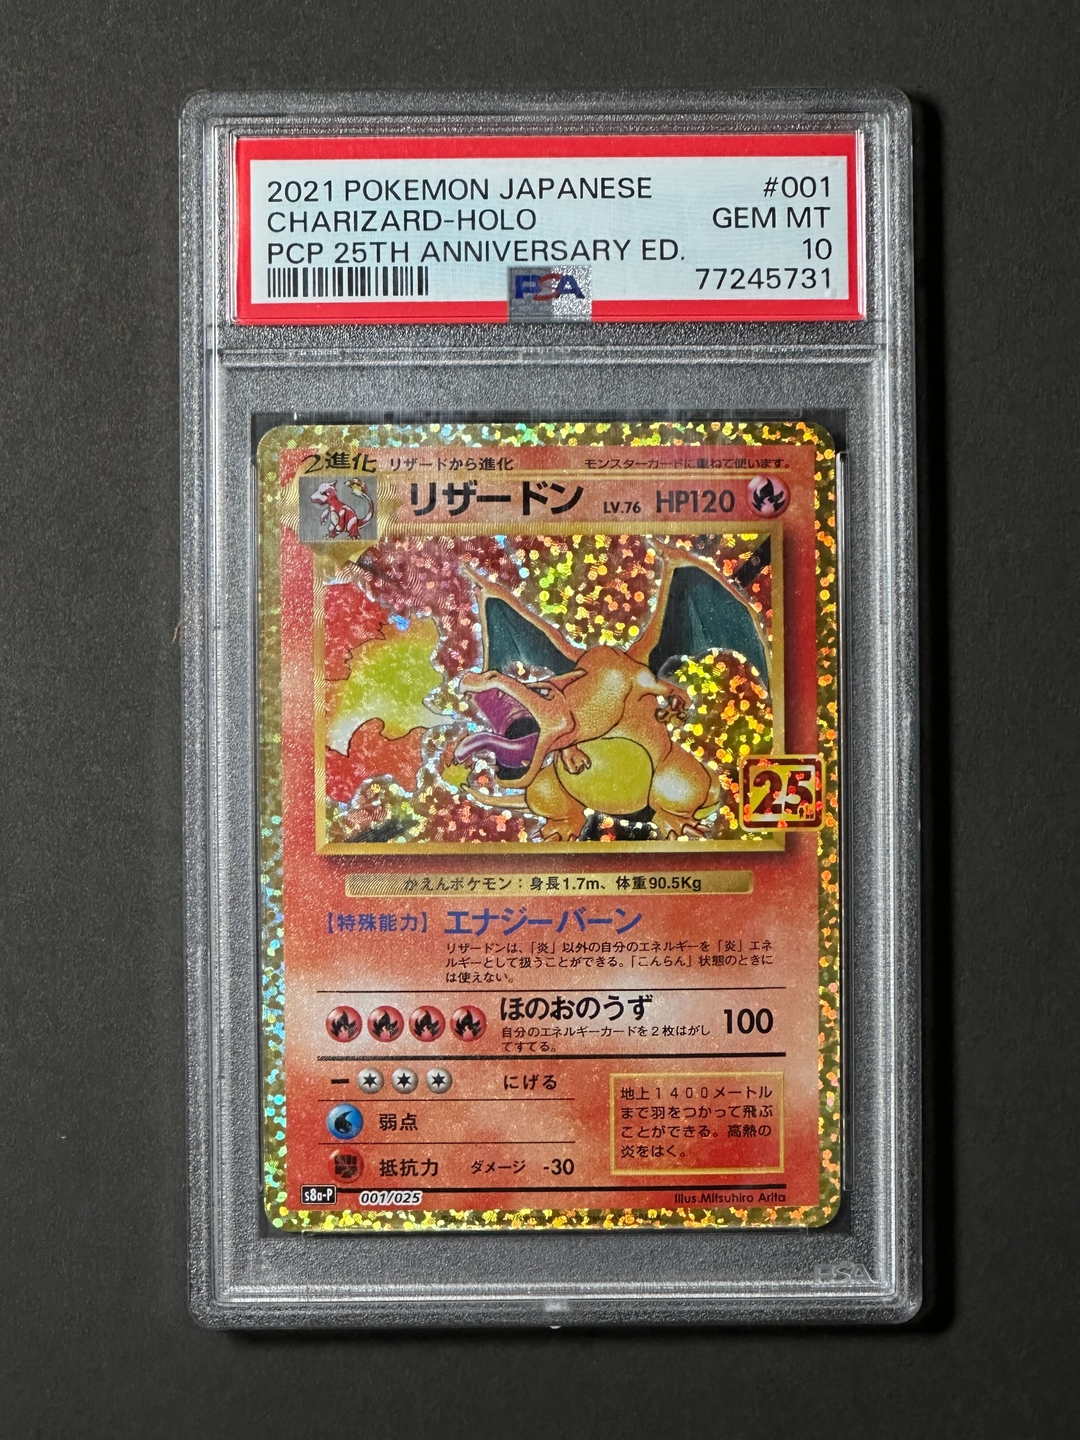 2021 POKEMON JAPANESE #001
CHARIZARD-HOLO GEM MT
PCP 25TH ANNIVERSARY ED. 10
PSA 77245731
2進化 リザードから進化 モンスターカードに重ねて使います。
リザードン LV.76 HP120
25th
かえんポケモン：身長1.7m、体重90.5Kg
【特殊能力】エナジーバーン
リザードンは、「炎」以外の自分のエネルギーを「炎」エネ
ルギーとして扱うことができる。「こんらん」状態のときに
は使えない。
ほのおのうず 100
自分のエネルギーカードを2枚はがし
てすてる。
ー にげる
弱点
抵抗力 ダメージ -30
地上1400メートル
まで羽をつかって飛ぶ
ことができる。高熱の
炎をはく。
s8a-P 001/025 Illus.Mitsuhiro Arita
PSA